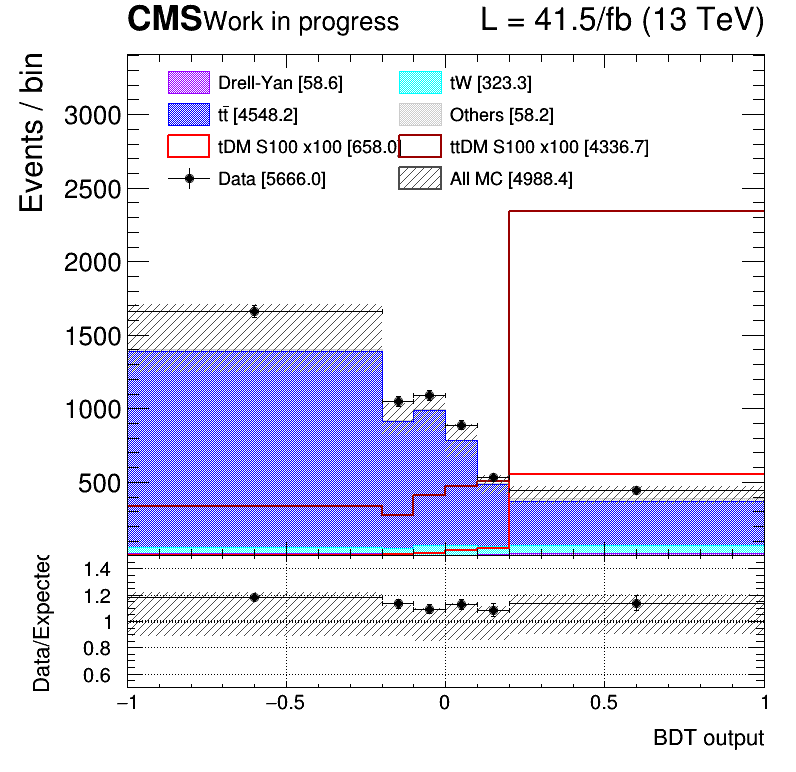 CMS Work in progress L = 41.5/fb (13 TeV)
Events / bin
Drell-Yan [58.6] tW [323.3]
tt̄ [4548.2] Others [58.2]
tDM S100 x100 [658.0] ttDM S100 x100 [4336.7]
Data [5666.0] All MC [4988.4]
3000
2500
2000
1500
1000
500
Data/Expected
1.4
1.2
1
0.8
0.6
−1 −0.5 0 0.5 1
BDT output